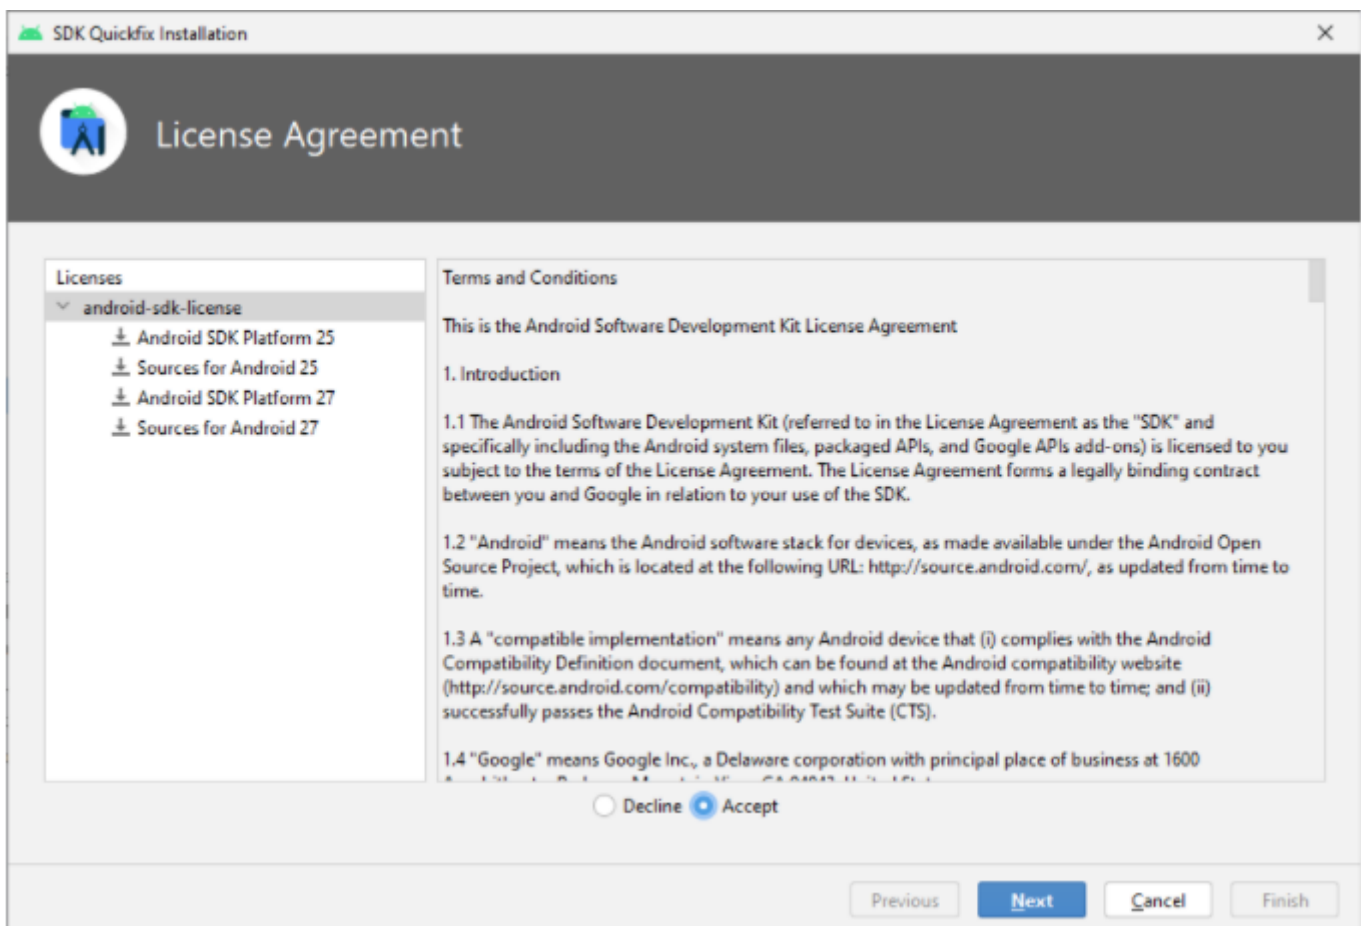 SDK Quickfix Installation
License Agreement
Licenses
android-sdk-license
Android SDK Platform 25
Sources for Android 25
Android SDK Platform 27
Sources for Android 27
Terms and Conditions
This is the Android Software Development Kit License Agreement
1. Introduction
1.1 The Android Software Development Kit (referred to in the License Agreement as the "SDK" and
specifically including the Android system files, packaged APIs, and Google APIs add-ons) is licensed to you
subject to the terms of the License Agreement. The License Agreement forms a legally binding contract
between you and Google in relation to your use of the SDK.
1.2 "Android" means the Android software stack for devices, as made available under the Android Open
Source Project, which is located at the following URL: http://source.android.com/, as updated from time to
time.
1.3 A "compatible implementation" means any Android device that (i) complies with the Android
Compatibility Definition document, which can be found at the Android compatibility website
(http://source.android.com/compatibility) and which may be updated from time to time; and (ii)
successfully passes the Android Compatibility Test Suite (CTS).
1.4 "Google" means Google Inc., a Delaware corporation with principal place of business at 1600
Decline Accept
Previous Next Cancel Finish